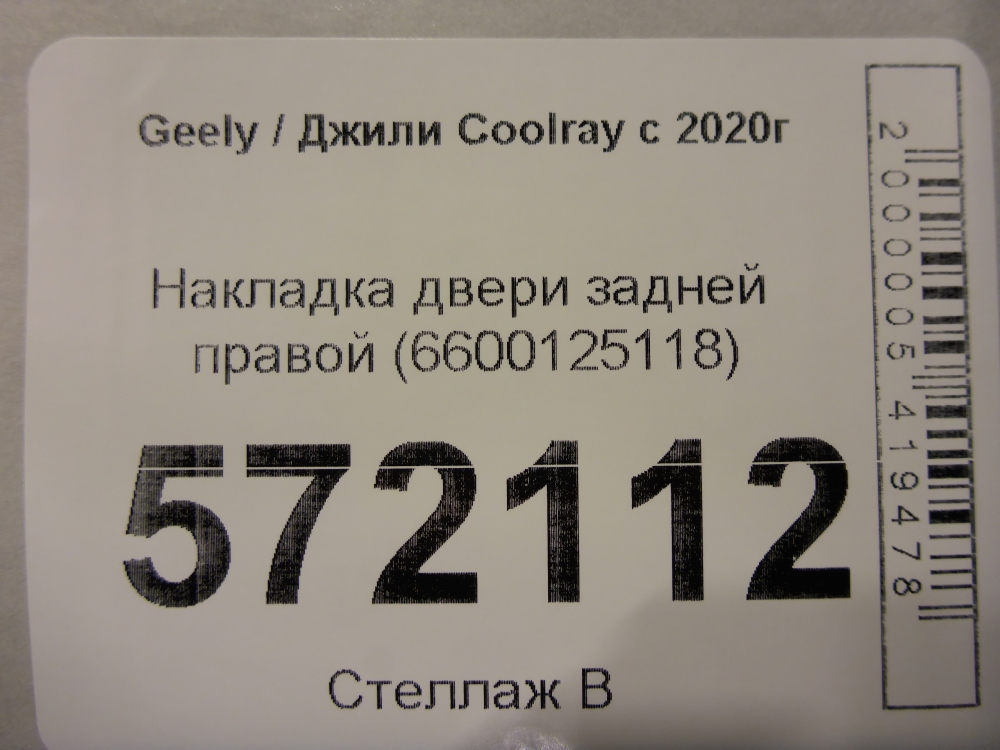 Geely / Джили Coolray с 2020г
Накладка двери задней
правой (6600125118)
572112
Стеллаж В
2000005419478